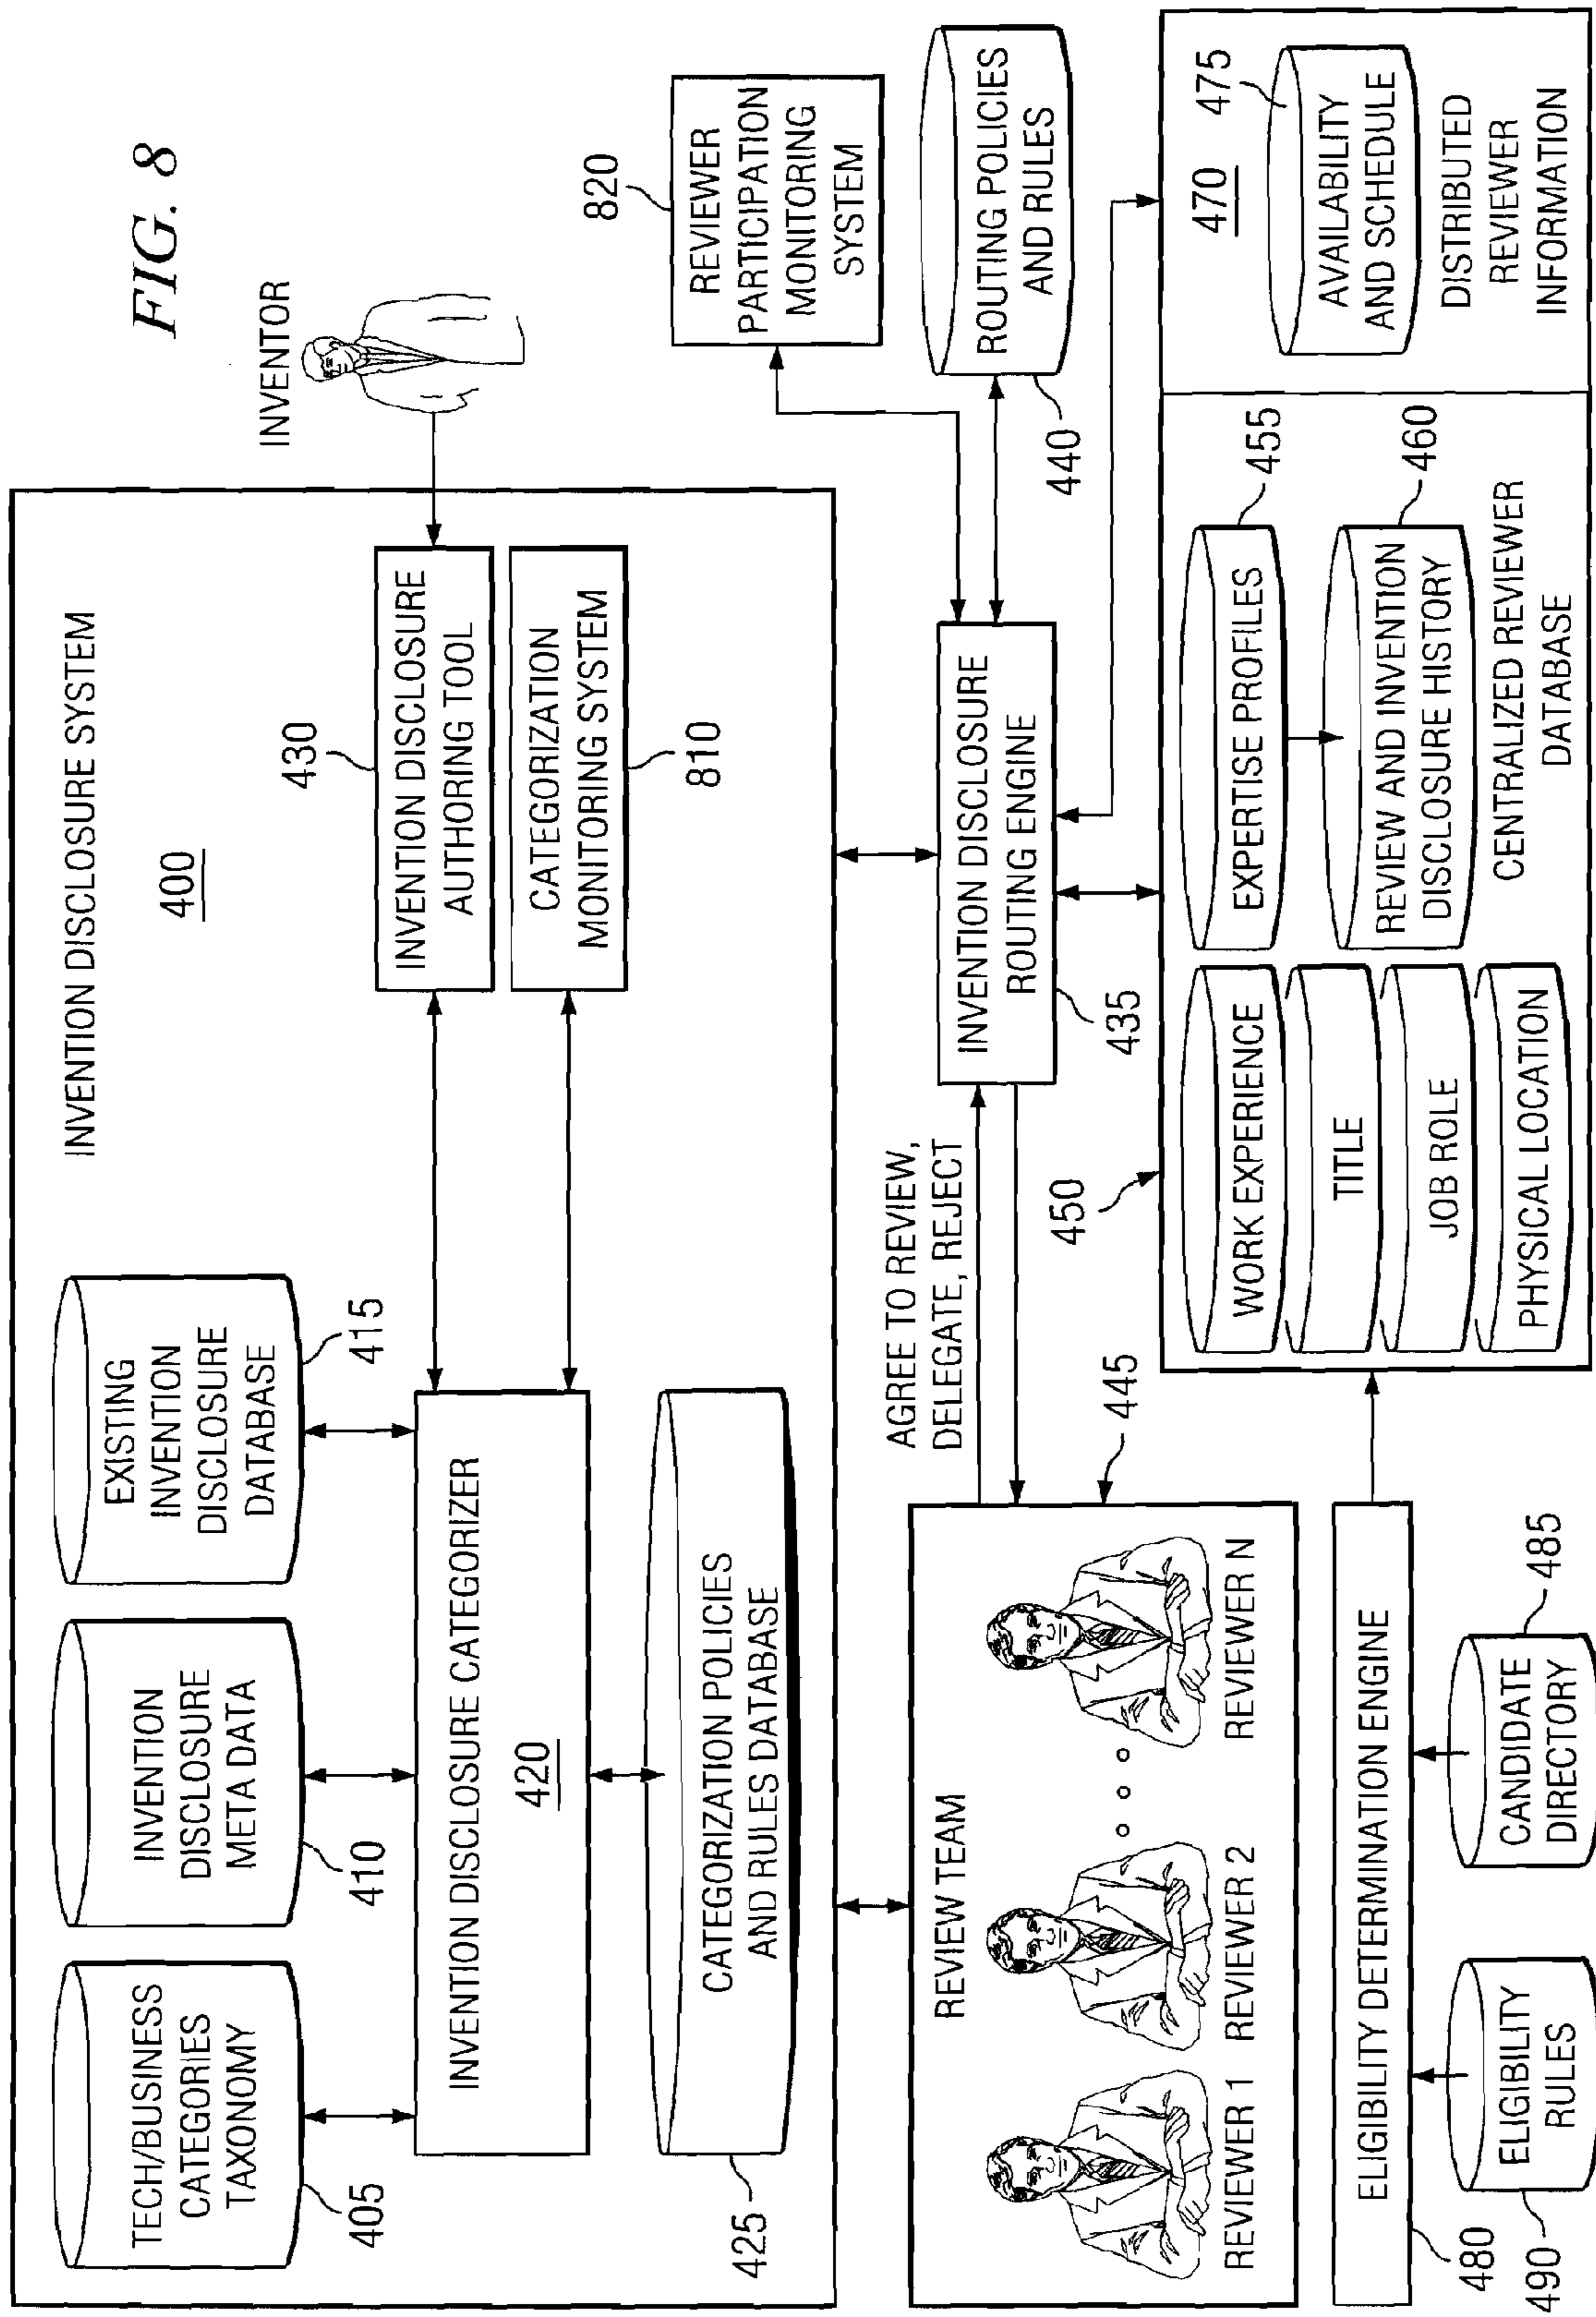 FIG. 8
INVENTION DISCLOSURE SYSTEM
400
INVENTOR
TECH/BUSINESS
CATEGORIES
TAXONOMY
405
INVENTION
DISCLOSURE
META DATA
410
EXISTING
INVENTION
DISCLOSURE
DATABASE
415
430
INVENTION DISCLOSURE
AUTHORING TOOL
CATEGORIZATION
MONITORING SYSTEM
810
INVENTION DISCLOSURE CATEGORIZER
420
CATEGORIZATION POLICIES
AND RULES DATABASE
425
820
REVIEWER
PARTICIPATION
MONITORING
SYSTEM
ROUTING POLICIES
AND RULES
440
AGREE TO REVIEW,
DELEGATE, REJECT
INVENTION DISCLOSURE
ROUTING ENGINE
435
445
REVIEW TEAM
REVIEWER 1
REVIEWER 2
REVIEWER N
450
WORK EXPERIENCE
TITLE
JOB ROLE
PHYSICAL LOCATION
EXPERTISE PROFILES
455
REVIEW AND INVENTION
DISCLOSURE HISTORY
460
CENTRALIZED REVIEWER
DATABASE
470
475
AVAILABILITY
AND SCHEDULE
DISTRIBUTED
REVIEWER
INFORMATION
ELIGIBILITY DETERMINATION ENGINE
480
ELIGIBILITY
RULES
490
CANDIDATE
DIRECTORY
485